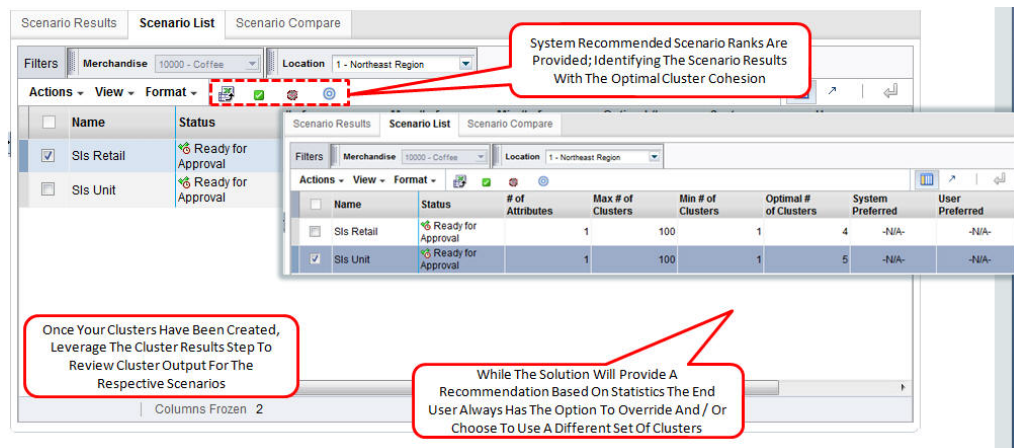 Scenario Results Scenario List Scenario Compare
Filters Merchandise 10000 - Coffee Location 1 - Northeast Region
Actions View Format
Name Status
Sls Retail Ready for
Approval
Sls Unit Ready for
Approval
System Recommended Scenario Ranks Are
Provided; Identifying The Scenario Results
With The Optimal Cluster Cohesion
Scenario Results Scenario List Scenario Compare
Filters Merchandise 10000 - Coffee Location 1 - Northeast Region
Actions View Format
Name Status # of Attributes Max # of Clusters Min # of Clusters Optimal # of Clusters System Preferred User Preferred
Sls Retail Ready for Approval 1 100 1 4 -N/A- -N/A-
Sls Unit Ready for Approval 1 100 1 5 -N/A- -N/A-
Once Your Clusters Have Been Created,
Leverage The Cluster Results Step To
Review Cluster Output For The
Respective Scenarios
While The Solution Will Provide A
Recommendation Based On Statistics The End
User Always Has The Option To Override And / Or
Choose To Use A Different Set Of Clusters
Columns Frozen 2